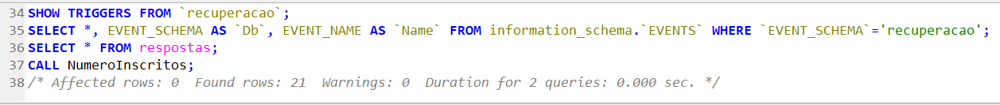 34 SHOW TRIGGERS FROM `recuperacao`;
35 SELECT *, EVENT_SCHEMA AS `Db`, EVENT_NAME AS `Name` FROM information_schema.`EVENTS` WHERE `EVENT_SCHEMA`='recuperacao';
36 SELECT * FROM respostas;
37 CALL NumeroInscritos;
38 /* Affected rows: 0  Found rows: 21  Warnings: 0  Duration for 2 queries: 0.000 sec. */